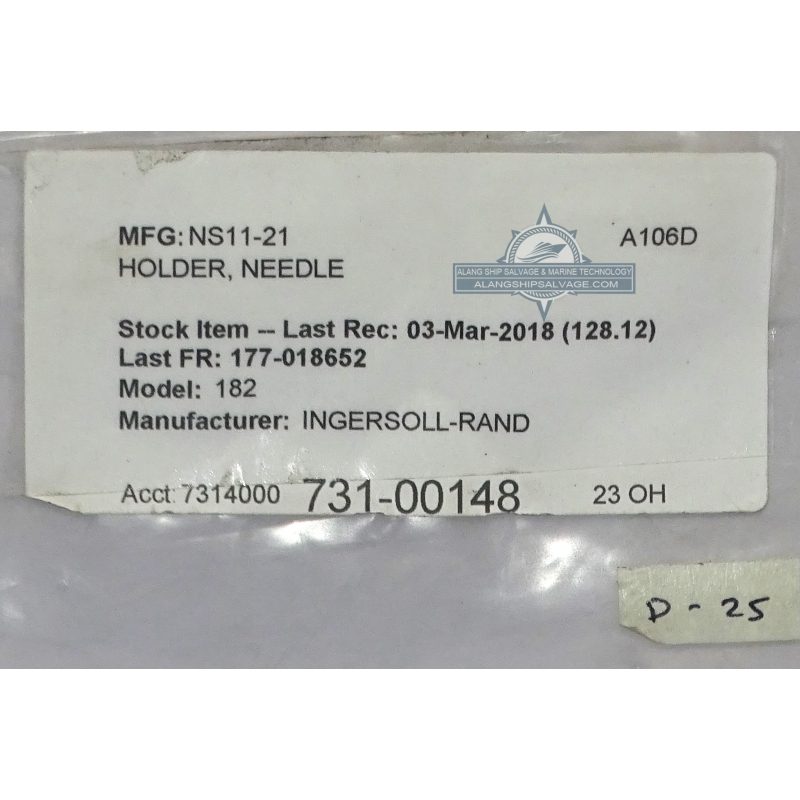 MFG: NS11-21
A106D
HOLDER, NEEDLE
ALANG SHIP SALVAGE & MARINE TECHNOLOGY
ALANGSHIPSALVAGE.COM
Stock Item -- Last Rec: 03-Mar-2018 (128.12)
Last FR: 177-018652
Model: 182
Manufacturer: INGERSOLL-RAND
Acct: 7314000 731-00148 23 OH
D - 25